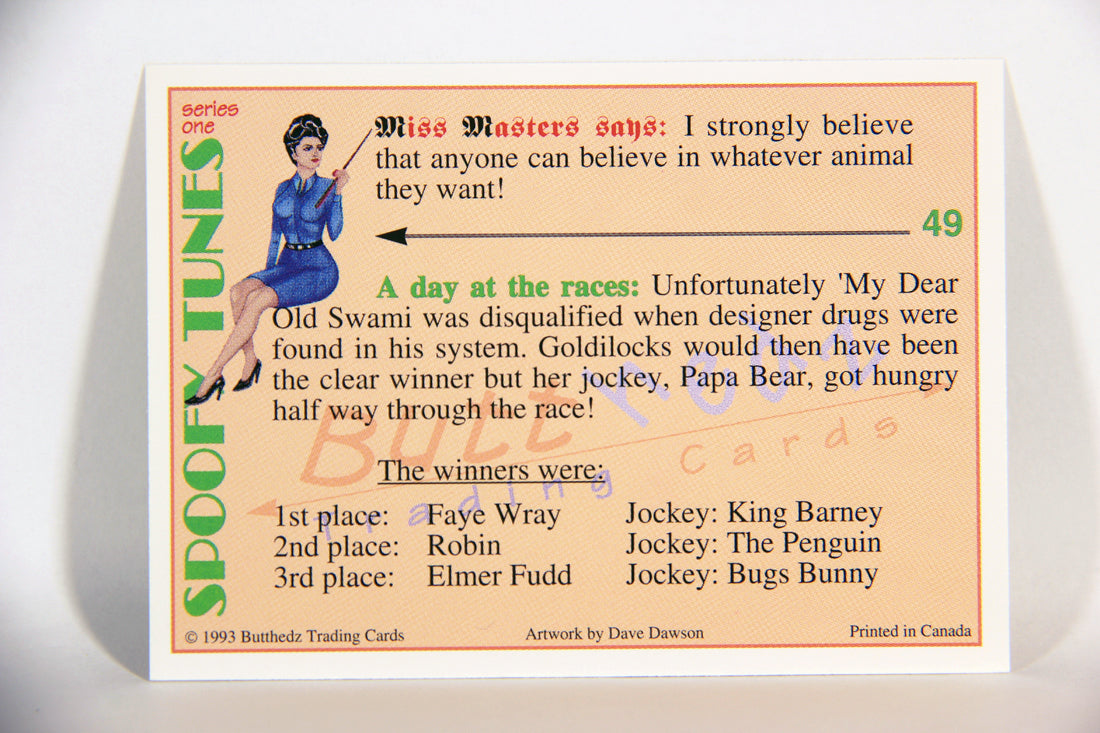 series
one
SPOOFY TUNES
Miss Masters says: I strongly believe
that anyone can believe in whatever animal
they want!
49
A day at the races: Unfortunately 'My Dear
Old Swami was disqualified when designer drugs were
found in his system. Goldilocks would then have been
the clear winner but her jockey, Papa Bear, got hungry
half way through the race!
The winners were:
1st place: Faye Wray Jockey: King Barney
2nd place: Robin Jockey: The Penguin
3rd place: Elmer Fudd Jockey: Bugs Bunny
Butt Hedz
Trading Cards
© 1993 Butthedz Trading Cards Artwork by Dave Dawson Printed in Canada